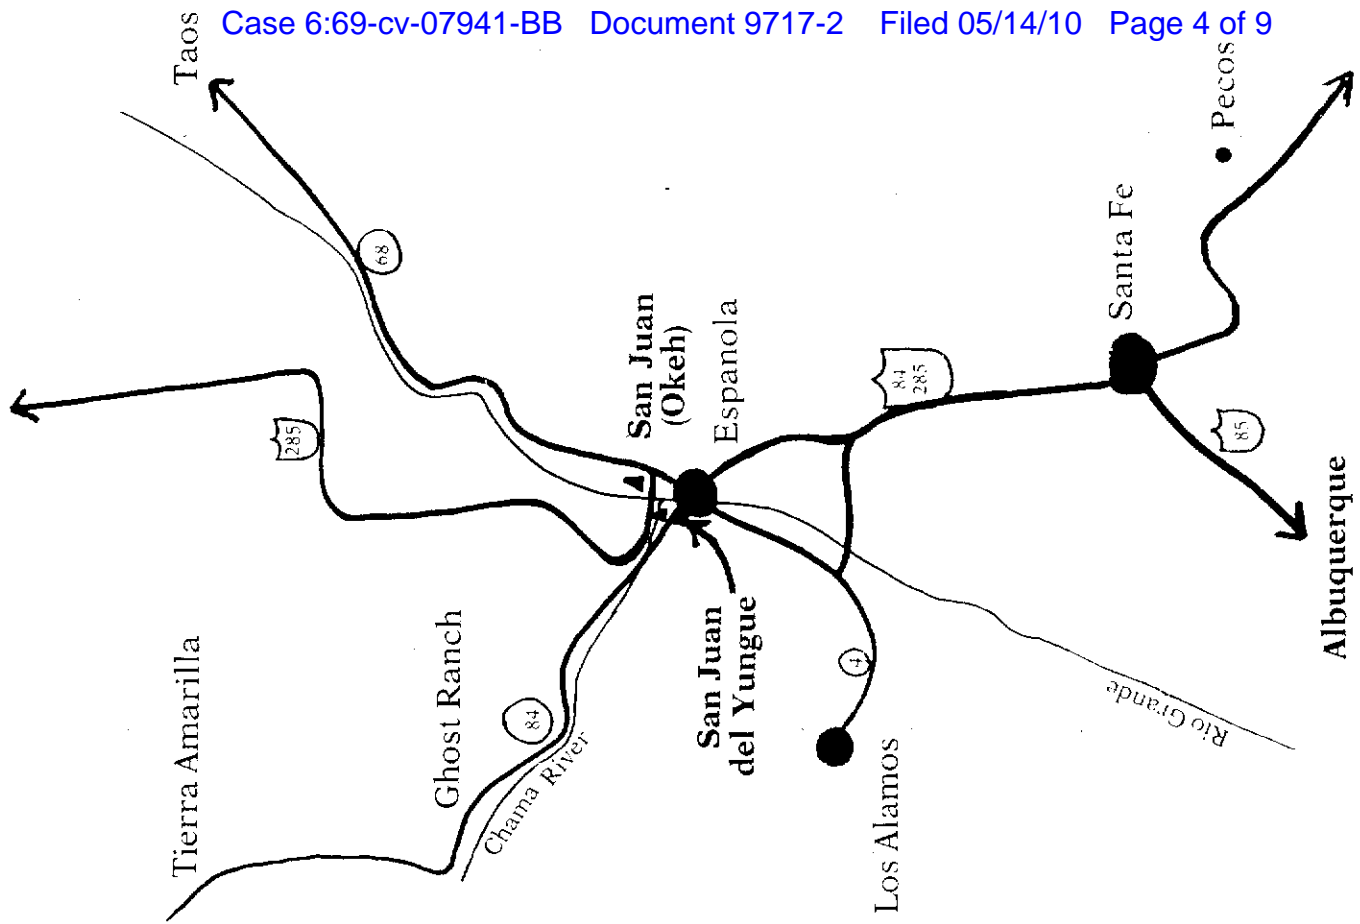 Case 6:69-cv-07941-BB Document 9717-2 Filed 05/14/10 Page 4 of 9
Taos
Pecos
68
Santa Fe
San Juan
(Okeh)
Espanola
84
285
285
85
Albuquerque
Tierra Amarilla
Ghost Ranch
84
Chama River
San Juan
del Yungue
4
Rio Grande
Los Alamos